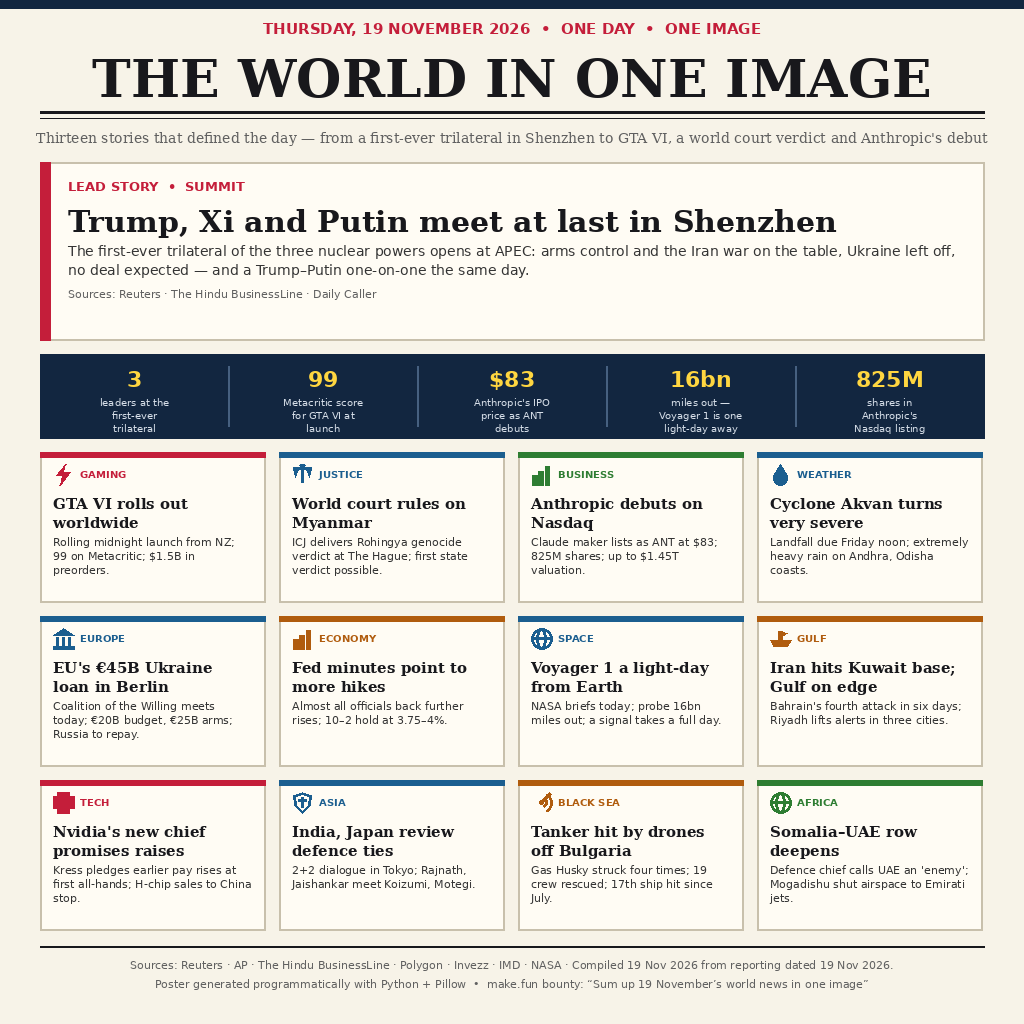 THURSDAY, 19 NOVEMBER 2026 • ONE DAY • ONE IMAGE
THE WORLD IN ONE IMAGE
Thirteen stories that defined the day — from a first-ever trilateral in Shenzhen to GTA VI, a world court verdict and Anthropic's debut
LEAD STORY • SUMMIT
Trump, Xi and Putin meet at last in Shenzhen
The first-ever trilateral of the three nuclear powers opens at APEC: arms control and the Iran war on the table, Ukraine left off,
no deal expected — and a Trump–Putin one-on-one the same day.
Sources: Reuters · The Hindu BusinessLine · Daily Caller
3
leaders at the
first-ever
trilateral
99
Metacritic score
for GTA VI at
launch
$83
Anthropic's IPO
price as ANT
debuts
16bn
miles out —
Voyager 1 is one
light-day away
825M
shares in
Anthropic's
Nasdaq listing
GAMING
GTA VI rolls out
worldwide
Rolling midnight launch from NZ;
99 on Metacritic; $1.5B in
preorders.
JUSTICE
World court rules on
Myanmar
ICJ delivers Rohingya genocide
verdict at The Hague; first state
verdict possible.
BUSINESS
Anthropic debuts on
Nasdaq
Claude maker lists as ANT at $83;
825M shares; up to $1.45T
valuation.
WEATHER
Cyclone Akvan turns
very severe
Landfall due Friday noon; extremely
heavy rain on Andhra, Odisha
coasts.
EUROPE
EU's €45B Ukraine
loan in Berlin
Coalition of the Willing meets
today; €20B budget, €25B arms;
Russia to repay.
ECONOMY
Fed minutes point to
more hikes
Almost all officials back further
rises; 10–2 hold at 3.75–4%.
SPACE
Voyager 1 a light-day
from Earth
NASA briefs today; probe 16bn
miles out; a signal takes a full day.
GULF
Iran hits Kuwait base;
Gulf on edge
Bahrain's fourth attack in six days;
Riyadh lifts alerts in three cities.
TECH
Nvidia's new chief
promises raises
Kress pledges earlier pay rises at
first all-hands; H-chip sales to China
stop.
ASIA
India, Japan review
defence ties
2+2 dialogue in Tokyo; Rajnath,
Jaishankar meet Koizumi, Motegi.
BLACK SEA
Tanker hit by drones
off Bulgaria
Gas Husky struck four times; 19
crew rescued; 17th ship hit since
July.
AFRICA
Somalia–UAE row
deepens
Defence chief calls UAE an 'enemy';
Mogadishu shut airspace to Emirati
jets.
Sources: Reuters · AP · The Hindu BusinessLine · Polygon · Invezz · IMD · NASA · Compiled 19 Nov 2026 from reporting dated 19 Nov 2026.
Poster generated programmatically with Python + Pillow • make.fun bounty: “Sum up 19 November’s world news in one image”